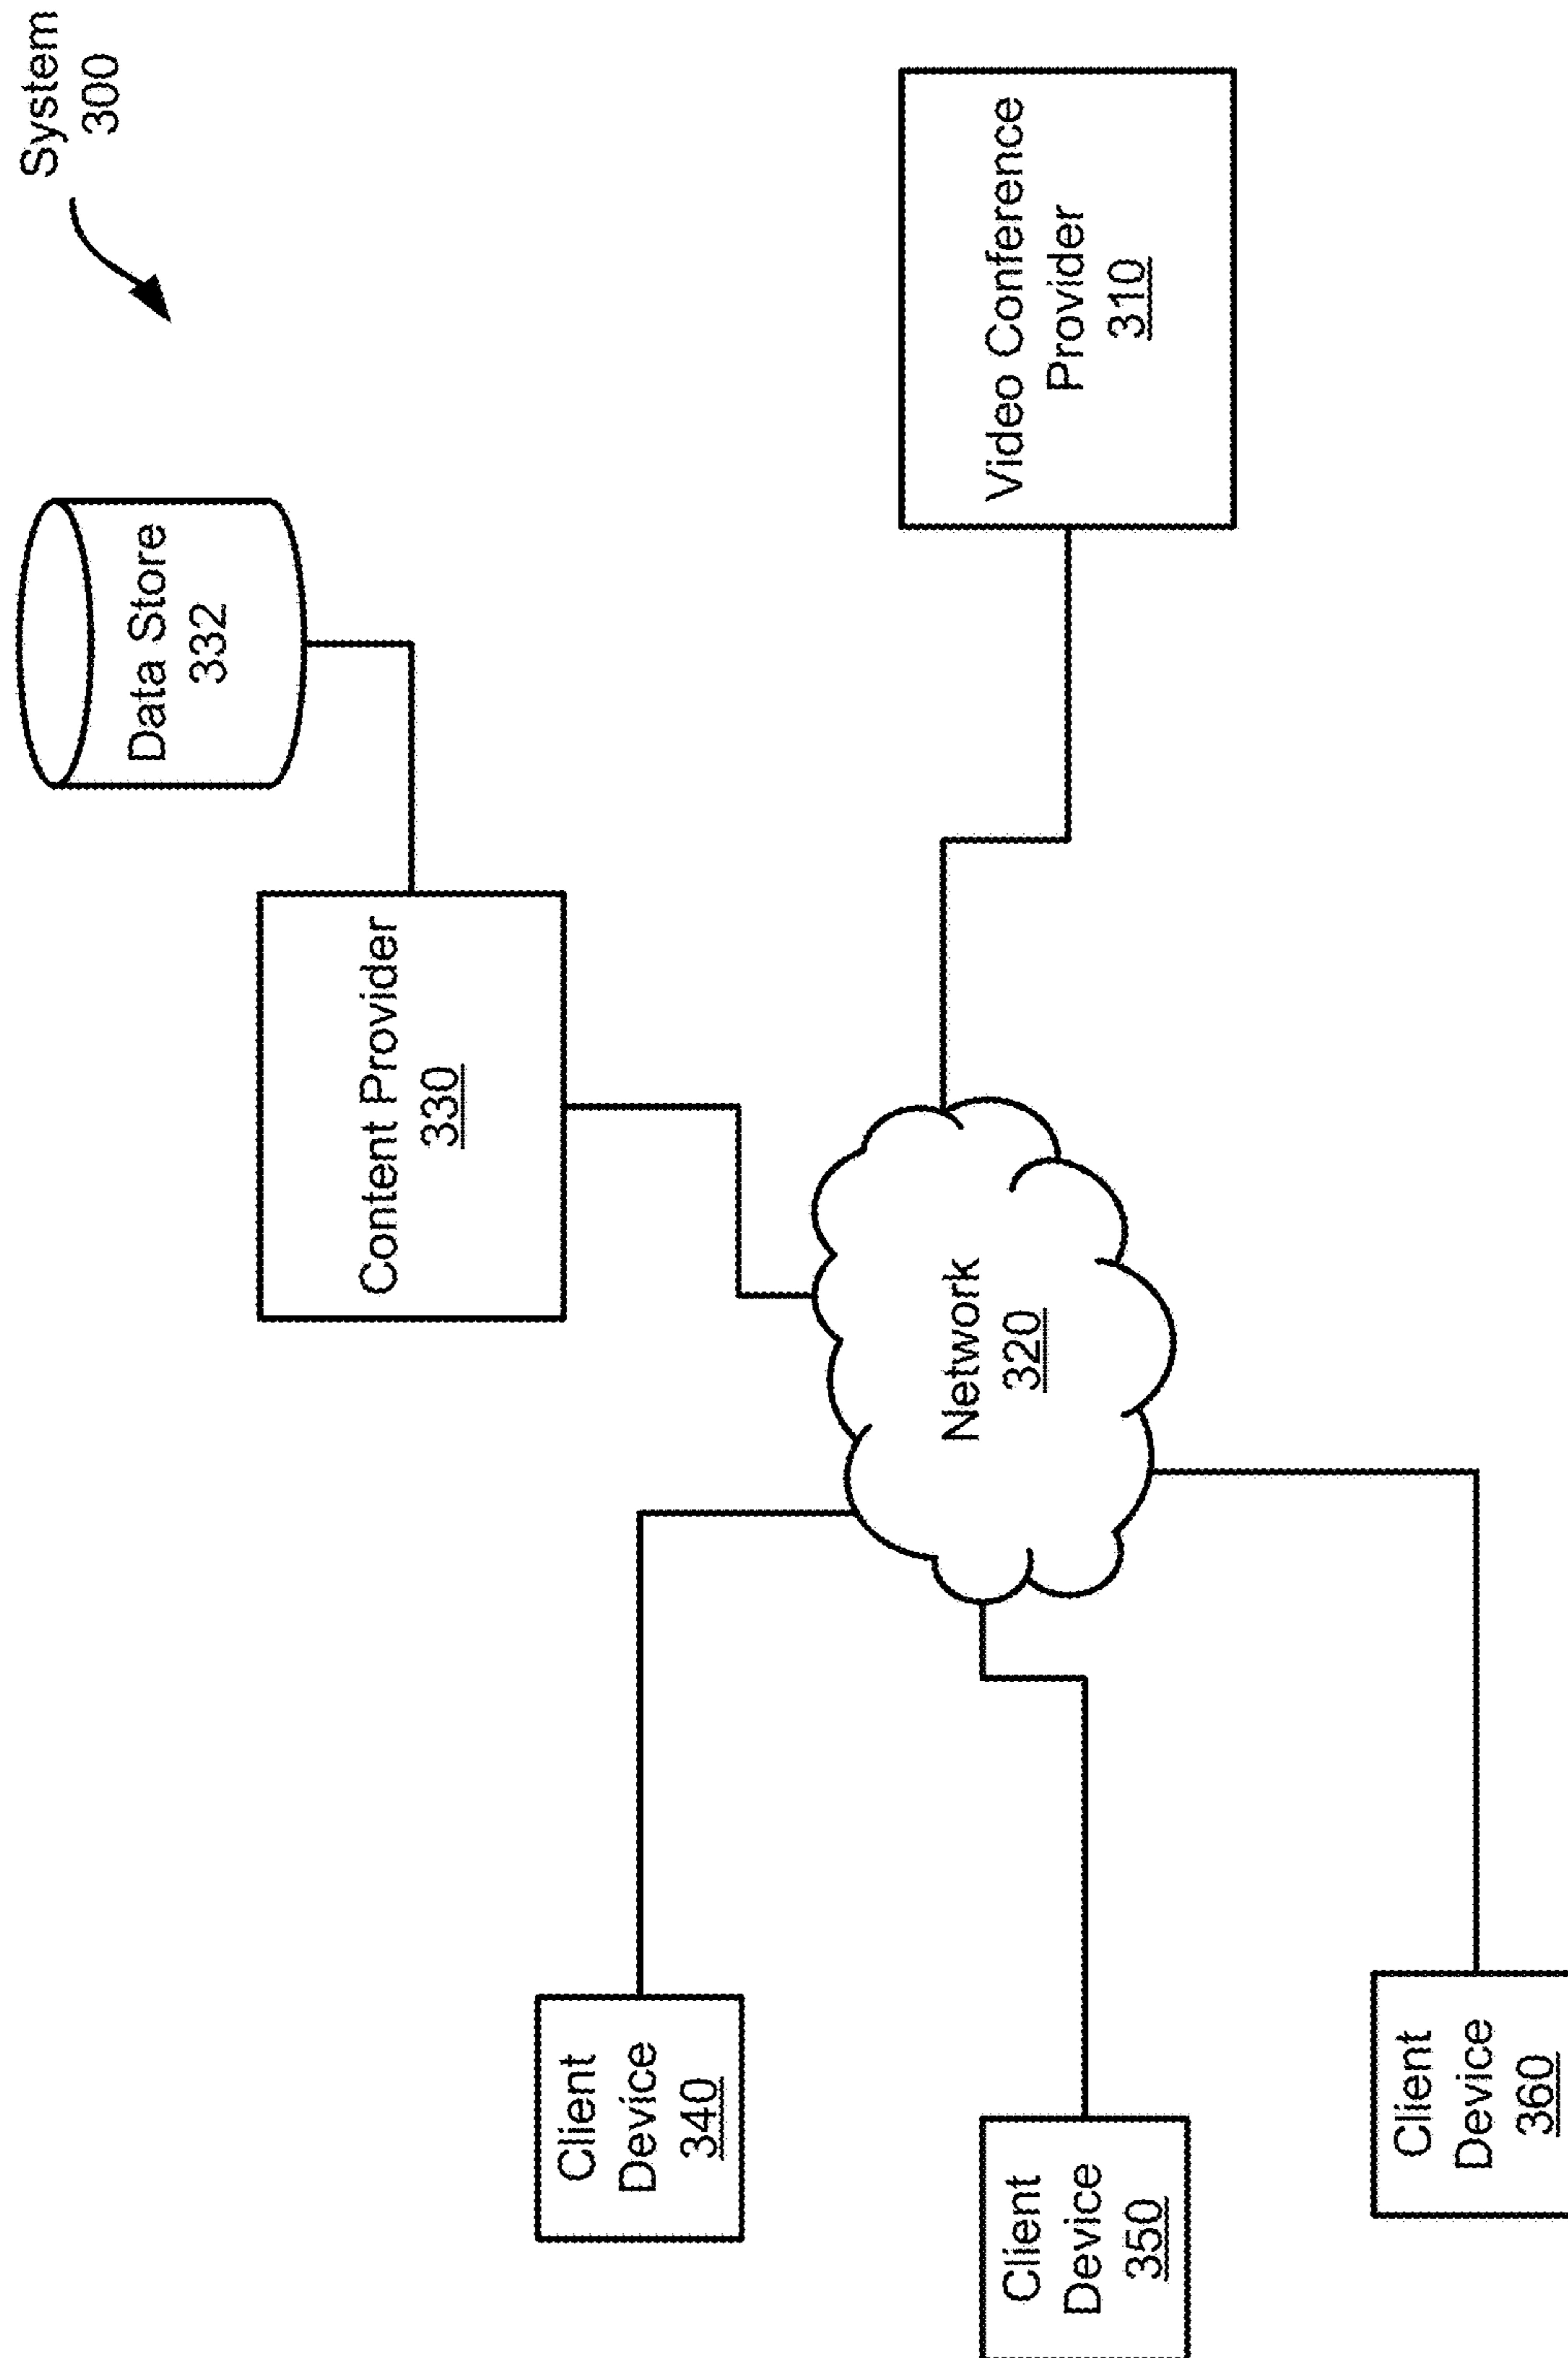 System
300
Data Store
332
Content Provider
330
Video Conference
Provider
310
Network
320
Client
Device
340
Client
Device
350
Client
Device
360